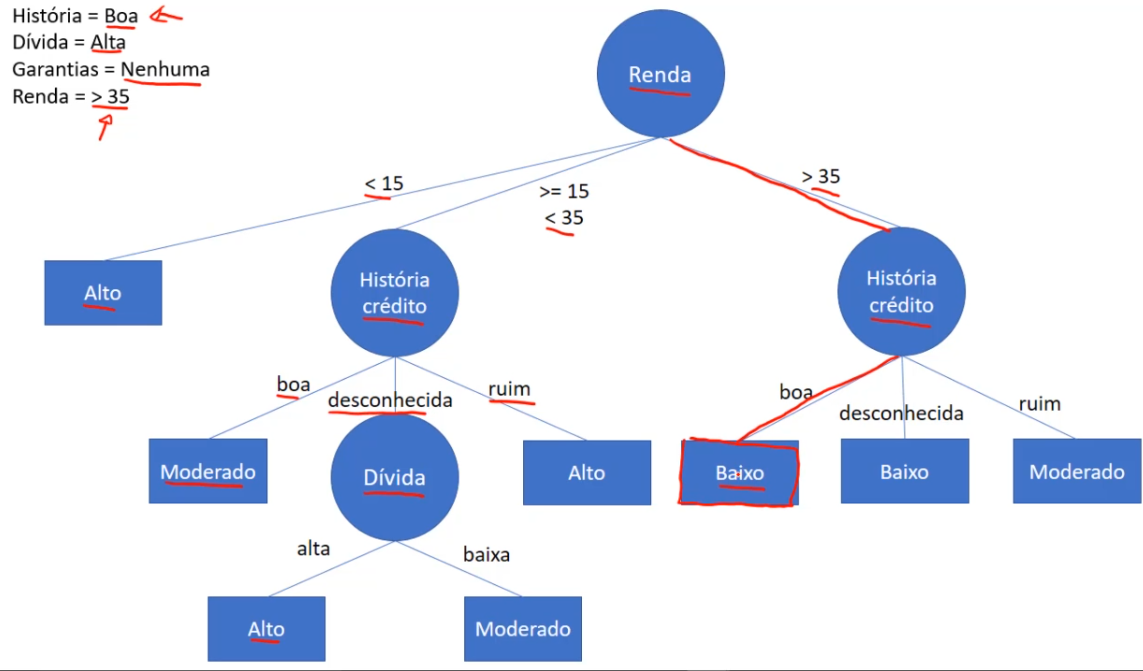 História = Boa
Dívida = Alta
Garantias = Nenhuma
Renda = > 35
Renda
< 15
>= 15
< 35
> 35
Alto
História
crédito
História
crédito
boa
desconhecida
ruim
boa
desconhecida
ruim
Moderado
Dívida
Alto
Baixo
Baixo
Moderado
alta
baixa
Alto
Moderado